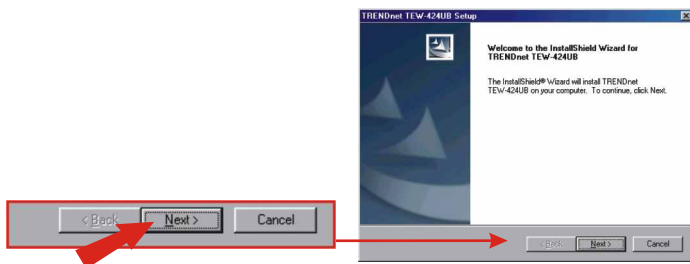 TRENDnet TEW-424UB Setup
Welcome to the InstallShield Wizard for
TRENDnet TEW-424UB
The InstallShield® Wizard will install TRENDnet
TEW-424UB on your computer. To continue, click Next.
< Back Next > Cancel
< Back Next > Cancel